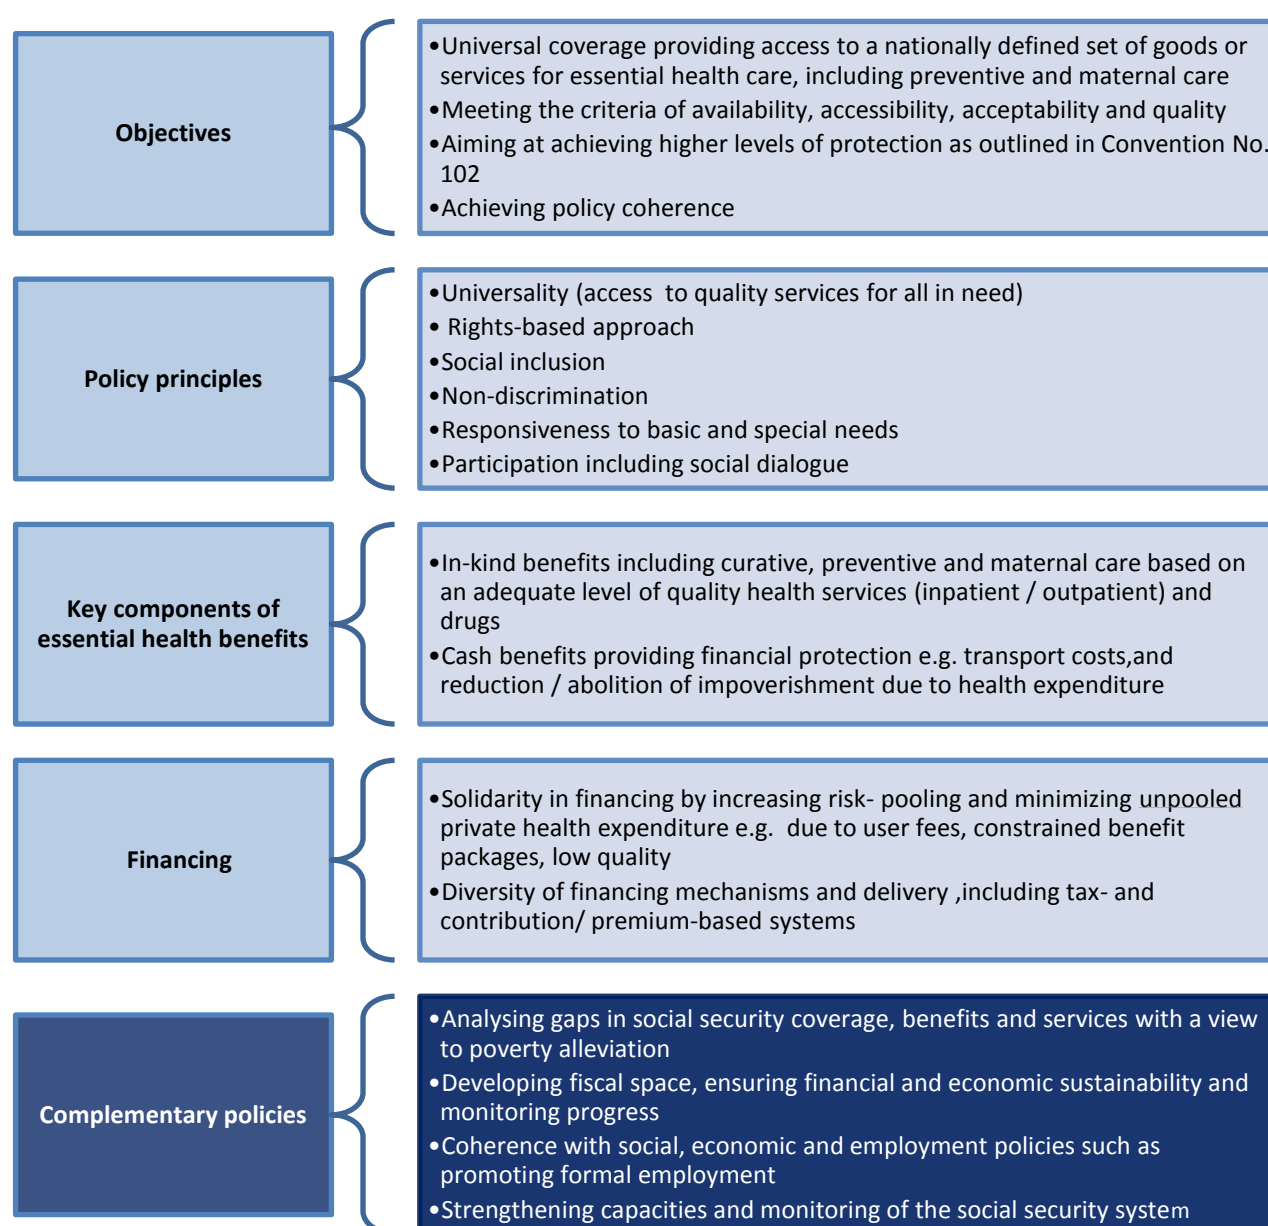 Objectives
•Universal coverage providing access to a nationally defined set of goods or
services for essential health care, including preventive and maternal care
•Meeting the criteria of availability, accessibility, acceptability and quality
•Aiming at achieving higher levels of protection as outlined in Convention No.
102
•Achieving policy coherence
Policy principles
•Universality (access to quality services for all in need)
• Rights-based approach
•Social inclusion
•Non-discrimination
•Responsiveness to basic and special needs
•Participation including social dialogue
Key components of
essential health benefits
•In-kind benefits including curative, preventive and maternal care based on
an adequate level of quality health services (inpatient / outpatient) and
drugs
•Cash benefits providing financial protection e.g. transport costs,and
reduction / abolition of impoverishment due to health expenditure
Financing
•Solidarity in financing by increasing risk- pooling and minimizing unpooled
private health expenditure e.g. due to user fees, constrained benefit
packages, low quality
•Diversity of financing mechanisms and delivery ,including tax- and
contribution/ premium-based systems
Complementary policies
•Analysing gaps in social security coverage, benefits and services with a view
to poverty alleviation
•Developing fiscal space, ensuring financial and economic sustainability and
monitoring progress
•Coherence with social, economic and employment policies such as
promoting formal employment
•Strengthening capacities and monitoring of the social security system